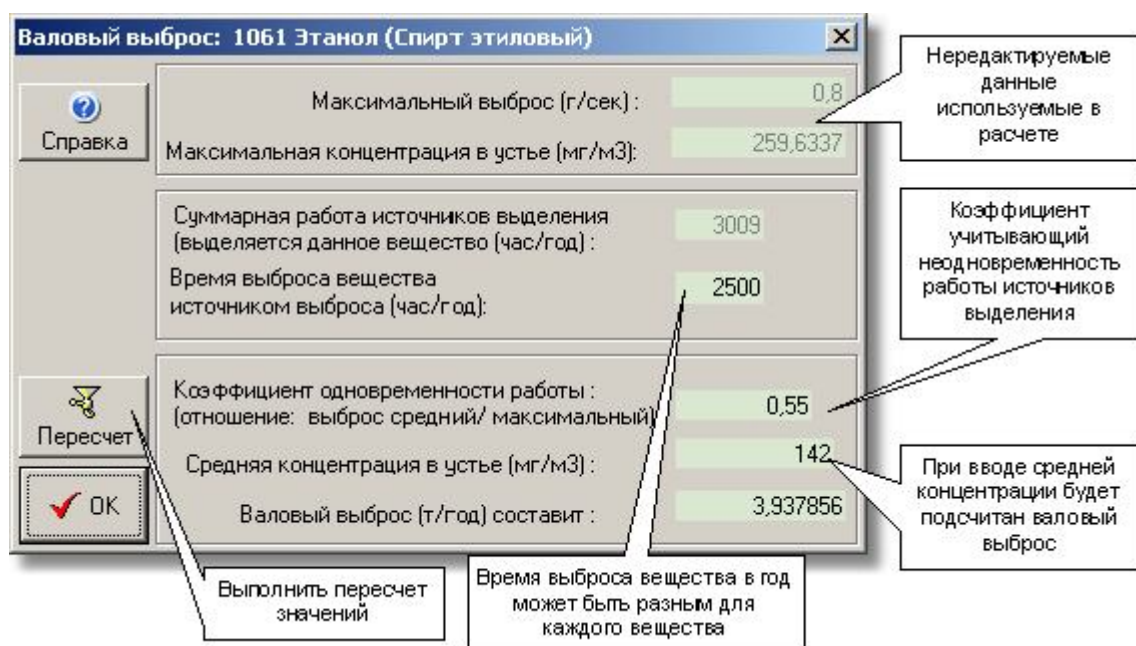 Валовый выброс: 1061 Этанол (Спирт этиловый)
Справка
Максимальный выброс (г/сек) :
0,8
Максимальная концентрация в устье (мг/м3):
259,6337
Суммарная работа источников выделения
(выделяется данное вещество (час/год) :
3009
Время выброса вещества
источником выброса (час/год):
2500
Пересчет
OK
Коэффициент одновременности работы :
(отношение: выброс средний/ максимальный)
0,55
Средняя концентрация в устье (мг/м3) :
142
Валовый выброс (т/год) составит :
3,937856
Нередактируемые
данные
используемые в
расчете
Коэффициент
учитывающий
неодновременность
работы источников
выделения
При вводе средней
концентрации будет
подсчитан валовый
выброс
Выполнить пересчет
значений
Время выброса вещества в год
может быть разным для
каждого вещества